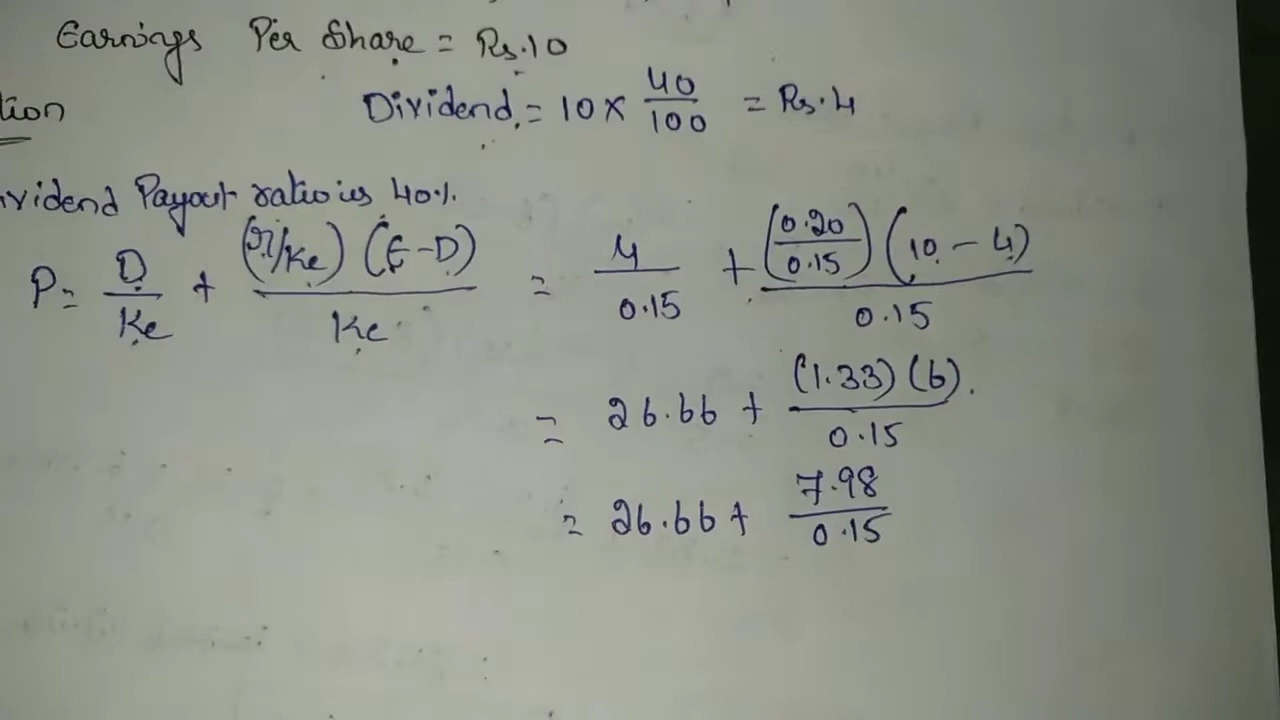 Earnings Per Share = Rs.10
tion
Dividend = 10 × 40/100 = Rs.4
vidend Payout ratio is 40%.
P = D/Ke + (r/Ke) (E-D)/Ke = 4/0.15 + (0.20/0.15) (10-4)/0.15
= 26.66 + (1.33) (6)./0.15
= 26.66 + 7.98/0.15